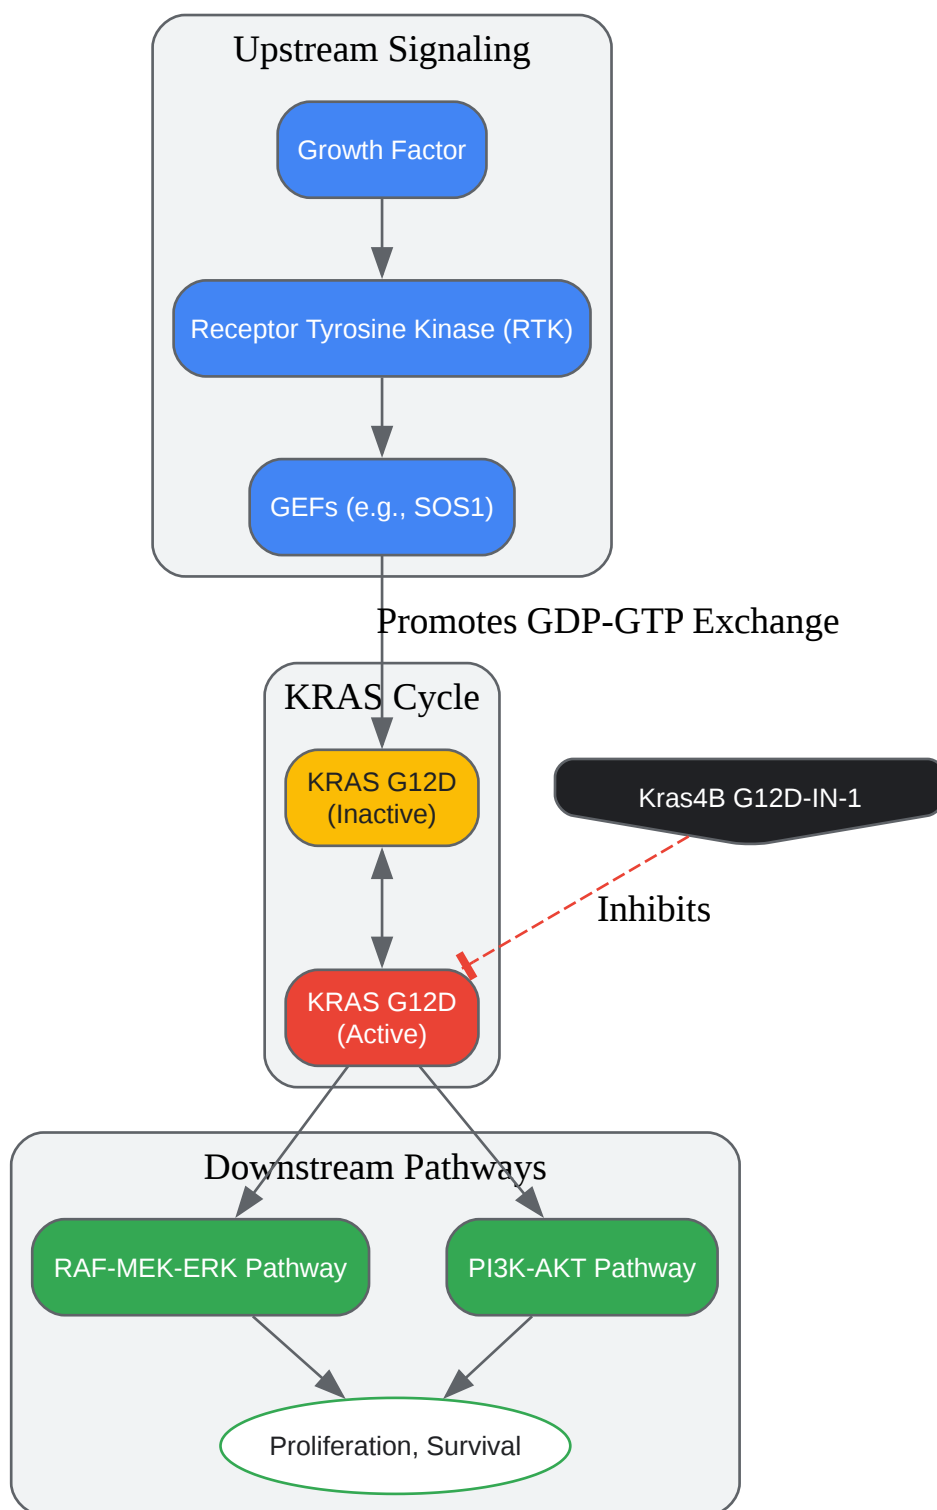 Upstream Signaling
Growth Factor
Receptor Tyrosine Kinase (RTK)
GEFs (e.g., SOS1)
Promotes GDP-GTP Exchange
KRAS Cycle
KRAS G12D
(Inactive)
Kras4B G12D-IN-1
Inhibits
KRAS G12D
(Active)
Downstream Pathways
RAF-MEK-ERK Pathway
PI3K-AKT Pathway
Proliferation, Survival